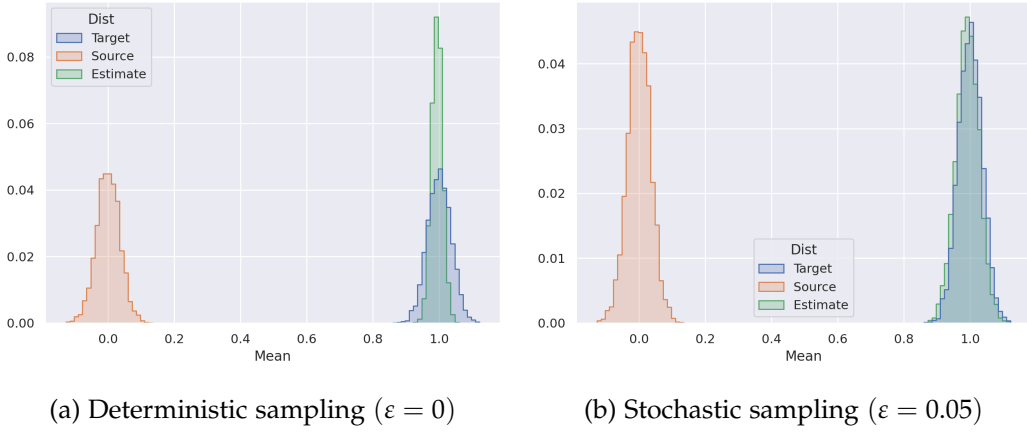 Dist
Target
Source
Estimate
0.08
0.06
0.04
0.02
0.00
0.0 0.2 0.4 0.6 0.8 1.0
Mean
(a) Deterministic sampling (ε = 0)
0.04
0.03
0.02
0.01
0.00
Dist
Target
Source
Estimate
0.0 0.2 0.4 0.6 0.8 1.0
Mean
(b) Stochastic sampling (ε = 0.05)